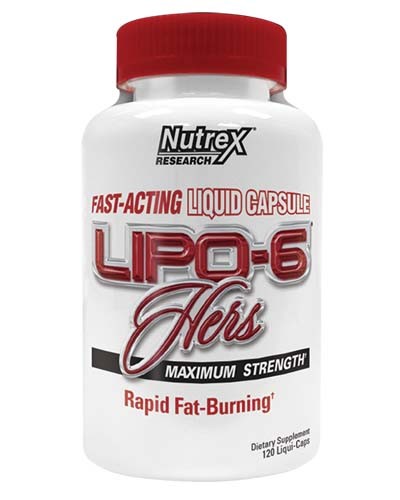 Nutrex®
RESEARCH
FAST-ACTING LIQUID CAPSULE
LIPO-6
Hers
MAXIMUM STRENGTH†
Rapid Fat-Burning†
Dietary Supplement
120 Liqui-Caps